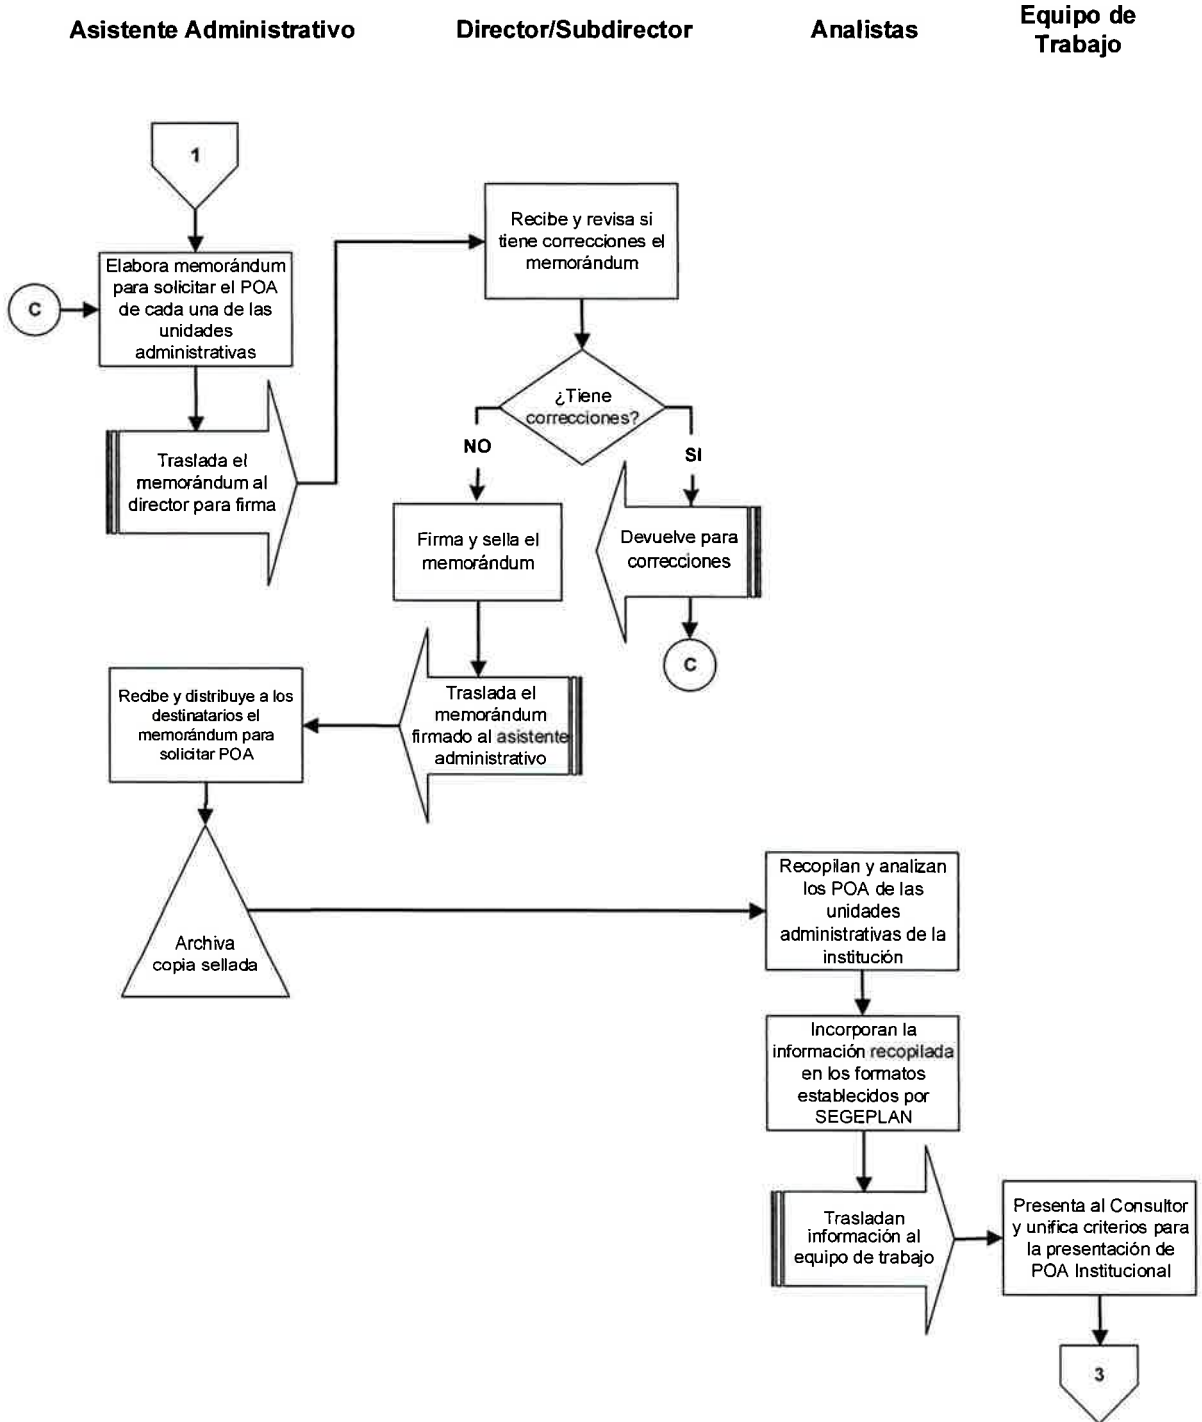 Asistente Administrativo
Director/Subdirector
Analistas
Equipo de
Trabajo
1
Elabora memorándum
para solicitar el POA
de cada una de las
unidades
administrativas
C
Traslada el
memorándum al
director para firma
Recibe y revisa si
tiene correcciones el
memorándum
¿Tiene
correcciones?
NO
SI
Firma y sella el
memorándum
Devuelve para
correcciones
C
Traslada el
memorándum
firmado al asistente
administrativo
Recibe y distribuye a los
destinatarios el
memorándum para
solicitar POA
Archiva
copia sellada
Recopilan y analizan
los POA de las
unidades
administrativas de la
institución
Incorporan la
información recopilada
en los formatos
establecidos por
SEGEPLAN
Trasladan
información al
equipo de trabajo
Presenta al Consultor
y unifica criterios para
la presentación de
POA Institucional
3